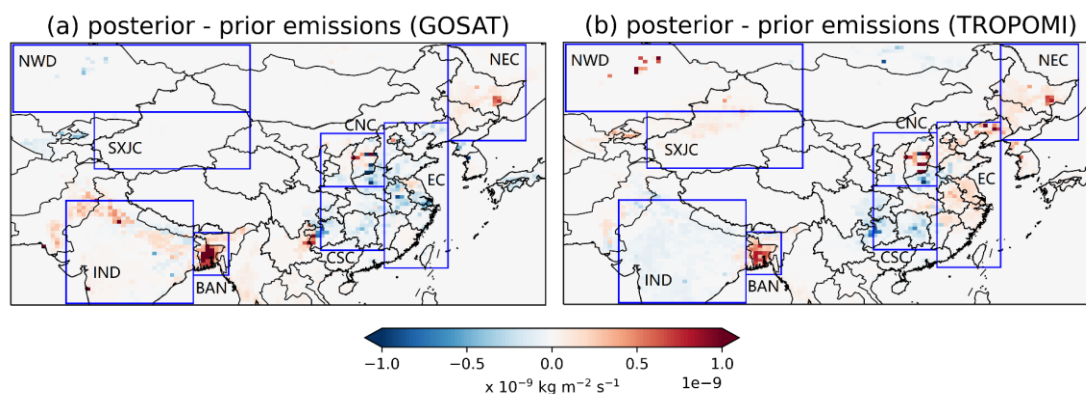 (a) posterior - prior emissions (GOSAT)
NWD
NEC
SXJC
CNC
EC
IND
BAN
CSC
(b) posterior - prior emissions (TROPOMI)
NWD
NEC
SXJC
CNC
EC
IND
BAN
CSC
−1.0 −0.5 0.0 0.5 1.0
x 10⁻⁹ kg m⁻² s⁻¹
1e−9